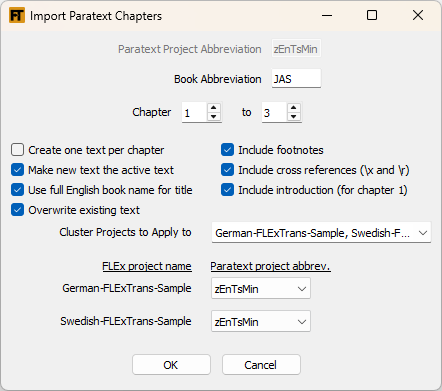 FT Import Paratext Chapters
Paratext Project Abbreviation zEnTsMin
Book Abbreviation JAS
Chapter 1 to 3
Create one text per chapter Include footnotes
Make new text the active text Include cross references (\x and \r)
Use full English book name for title Include introduction (for chapter 1)
Overwrite existing text
Cluster Projects to Apply to German-FLExTrans-Sample, Swedish-F...
FLEx project name Paratext project abbrev.
German-FLExTrans-Sample zEnTsMin
Swedish-FLExTrans-Sample zEnTsMin
OK Cancel